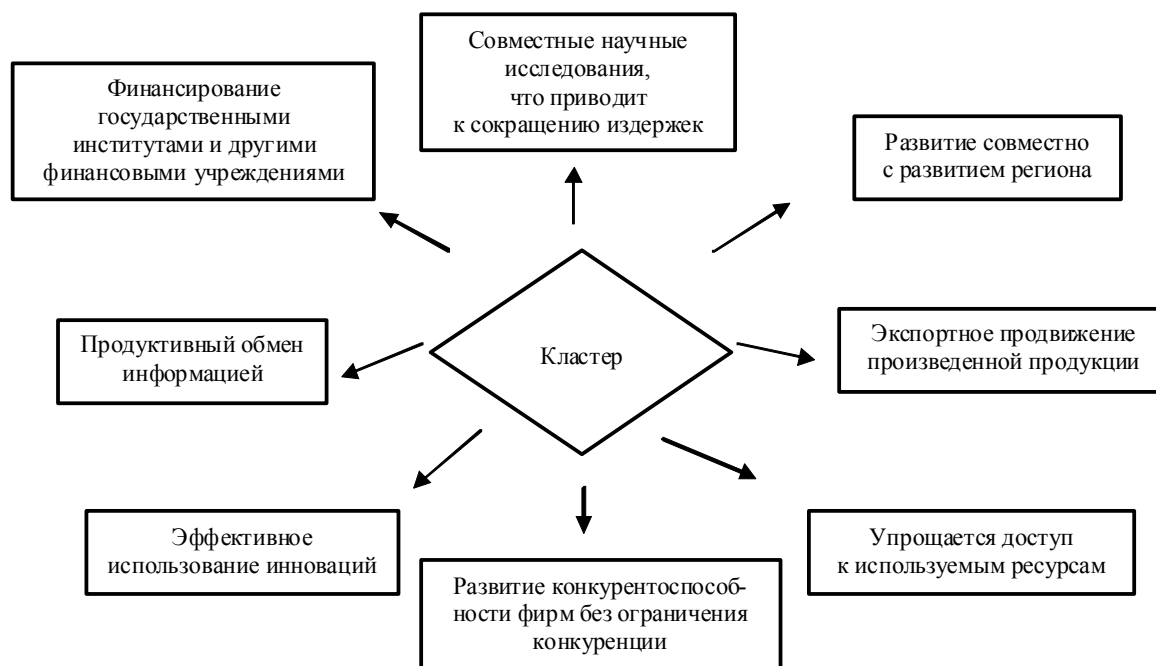 Совместные научные
исследования,
что приводит
к сокращению издержек
Финансирование
государственными
институтами и другими
финансовыми учреждениями
Развитие совместно
с развитием региона
Продуктивный обмен
информацией
Кластер
Экспортное продвижение
произведенной продукции
Эффективное
использование инноваций
Упрощается доступ
к используемым ресурсам
Развитие конкурентоспособ-
ности фирм без ограничения
конкуренции